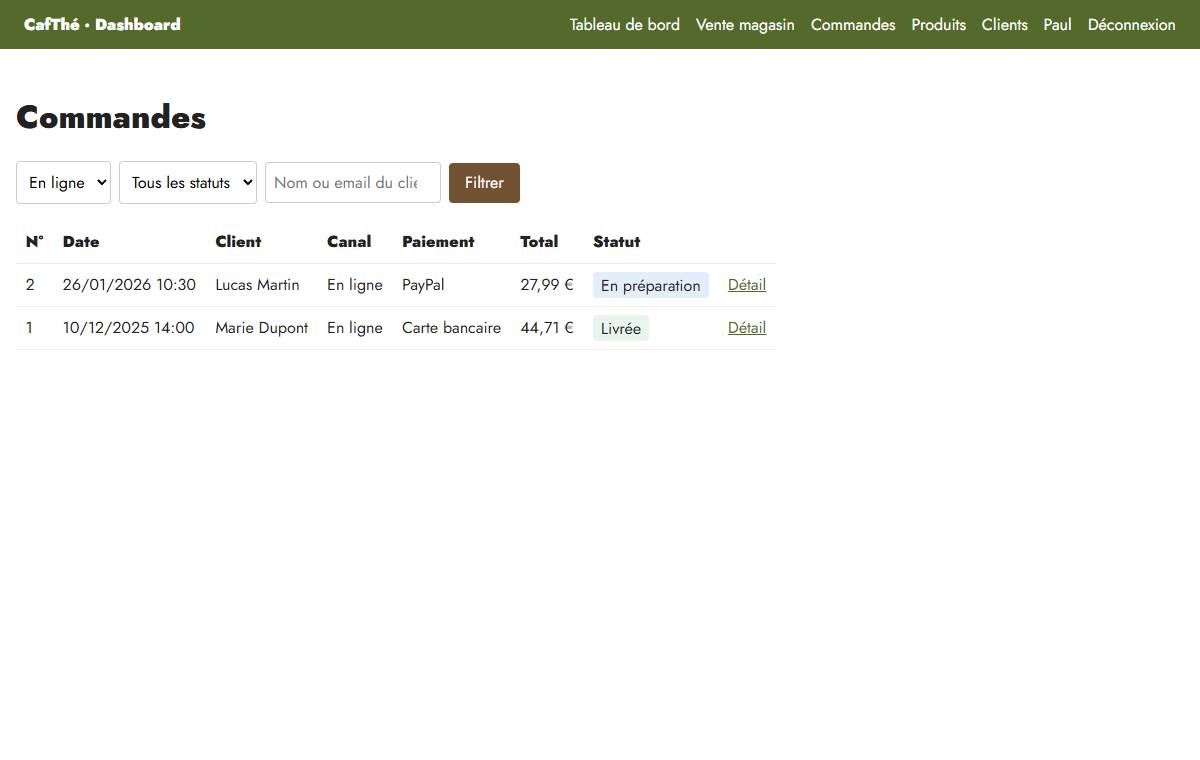 CafThé · Dashboard Tableau de bord Vente magasin Commandes Produits Clients Paul Déconnexion
Commandes
En ligne Tous les statuts Nom ou email du clie Filtrer
N° Date Client Canal Paiement Total Statut
2 26/01/2026 10:30 Lucas Martin En ligne PayPal 27,99 € En préparation Détail
1 10/12/2025 14:00 Marie Dupont En ligne Carte bancaire 44,71 € Livrée Détail